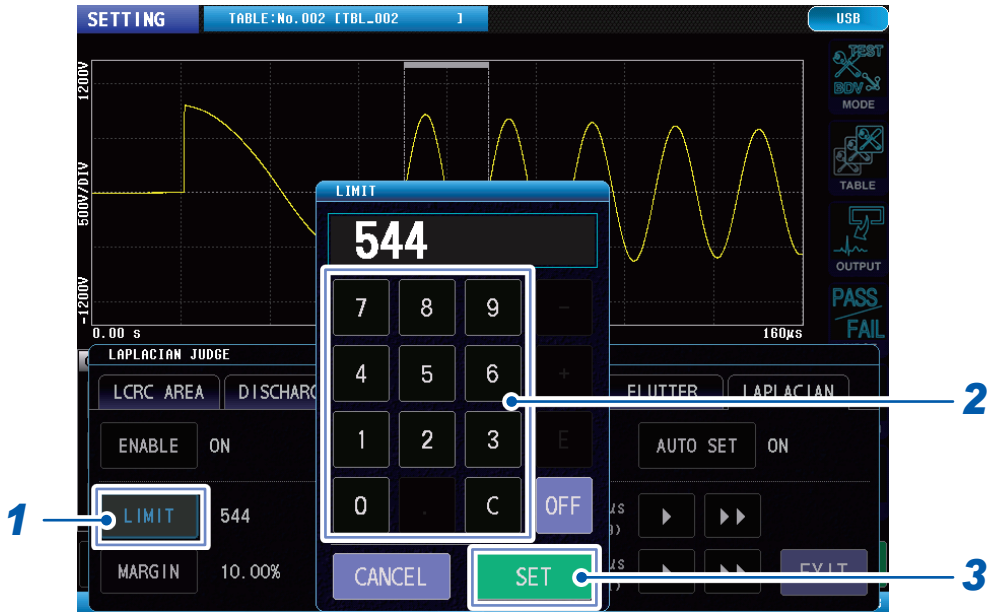 SETTING
TABLE:No.002 [TBL_002 ]
USB
1200V
500V/DIV
-1200V
0.00 s
160μs
TEST
BDV
MODE
TABLE
OUTPUT
PASS
FAIL
LIMIT
544
7 8 9 -
4 5 6 +
1 2 3 E
0 . C OFF
CANCEL SET
LAPLACIAN JUDGE
LCRC AREA
DISCHARG
FLUTTER
LAPLACIAN
ENABLE ON
AUTO SET ON
LIMIT 544
MARGIN 10.00%
EXIT
1
2
3